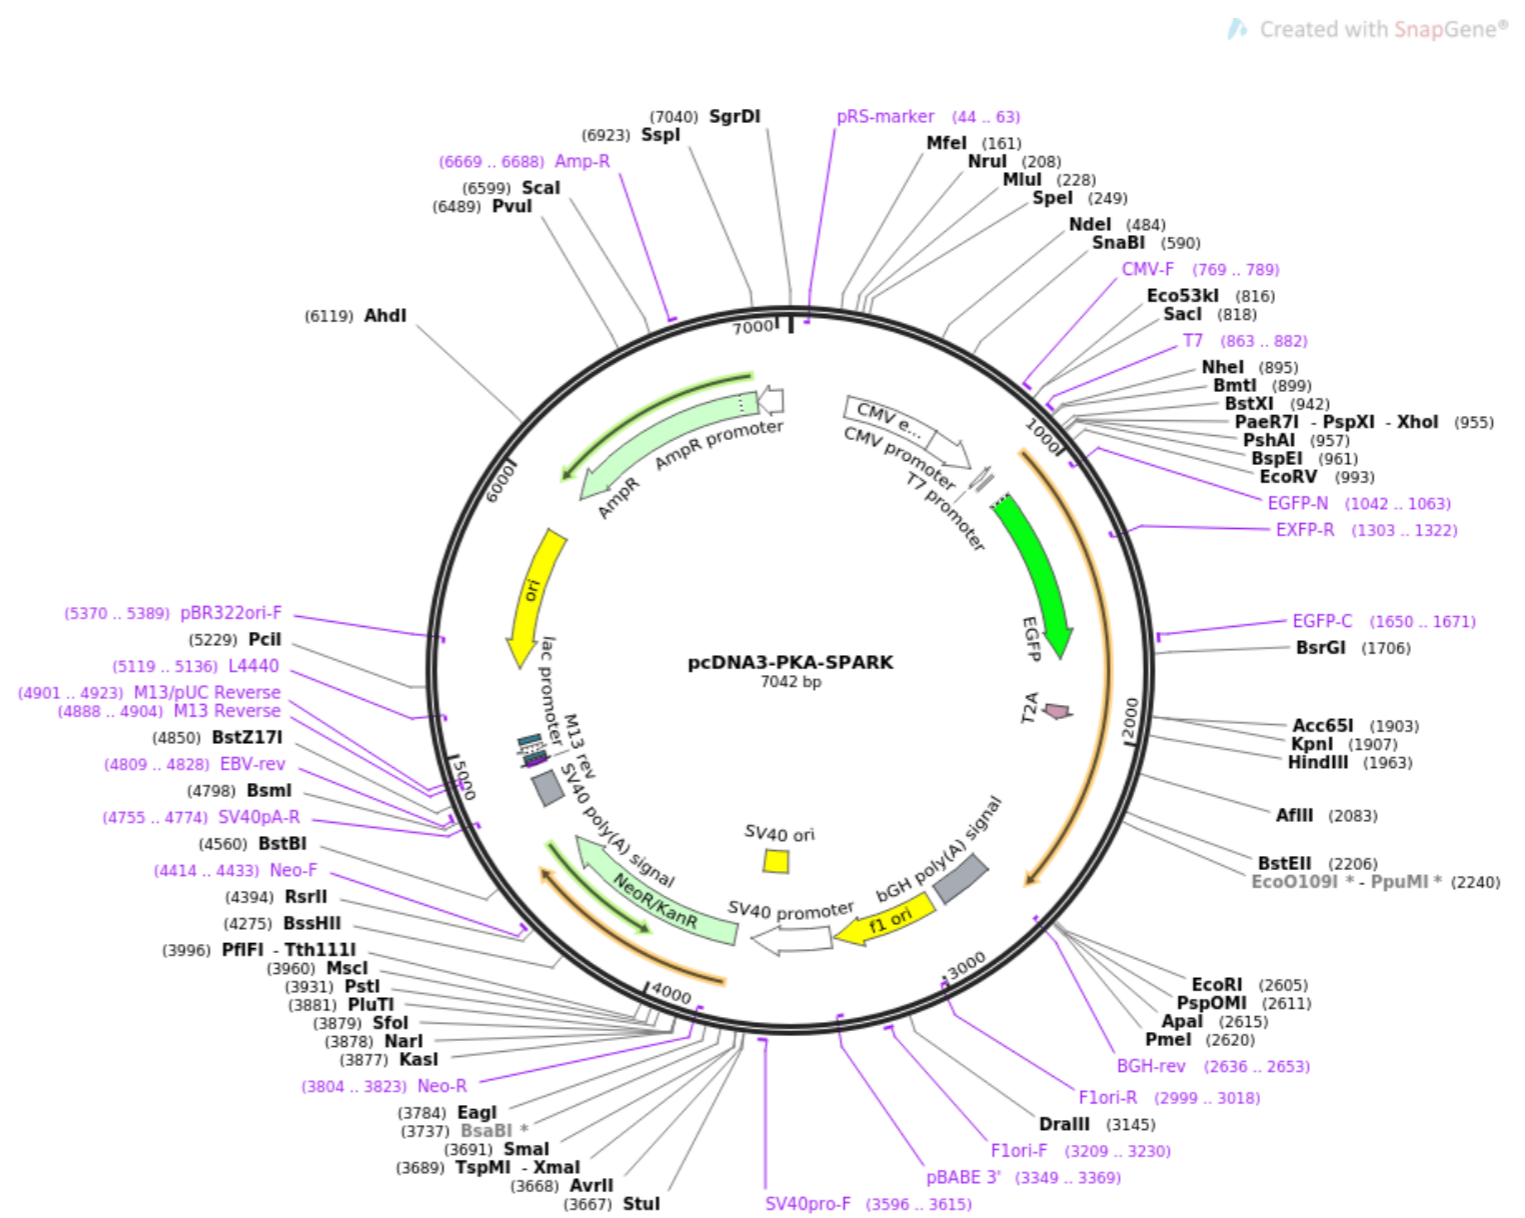 Created with SnapGene®
(7040) SgrDI
(6923) SspI
(6669 .. 6688) Amp-R
(6599) ScaI
(6489) PvuI
(6119) AhdI
pRS-marker (44 .. 63)
MfeI (161)
NruI (208)
MluI (228)
SpeI (249)
NdeI (484)
SnaBI (590)
CMV-F (769 .. 789)
Eco53kI (816)
SacI (818)
T7 (863 .. 882)
NheI (895)
BmtI (899)
BstXI (942)
PaeR7I - PspXI - XhoI (955)
PshAI (957)
BspEI (961)
EcoRV (993)
EGFP-N (1042 .. 1063)
EXFP-R (1303 .. 1322)
EGFP-C (1650 .. 1671)
BsrGI (1706)
Acc65I (1903)
KpnI (1907)
HindIII (1963)
AflII (2083)
BstEII (2206)
EcoO109I * - PpuMI * (2240)
EcoRI (2605)
PspOMI (2611)
ApaI (2615)
PmeI (2620)
BGH-rev (2636 .. 2653)
F1ori-R (2999 .. 3018)
DraIII (3145)
F1ori-F (3209 .. 3230)
pBABE 3' (3349 .. 3369)
SV40pro-F (3596 .. 3615)
(5370 .. 5389) pBR322ori-F
(5229) PciI
(5119 .. 5136) L4440
(4901 .. 4923) M13/pUC Reverse
(4888 .. 4904) M13 Reverse
(4850) BstZ17I
(4809 .. 4828) EBV-rev
(4798) BsmI
(4755 .. 4774) SV40pA-R
(4560) BstBI
(4414 .. 4433) Neo-F
(4394) RsrII
(4275) BssHII
(3996) PflFI - Tth111I
(3960) MscI
(3931) PstI
(3881) PluTI
(3879) SfoI
(3878) NarI
(3877) KasI
(3804 .. 3823) Neo-R
(3784) EagI
(3737) BsaBI *
(3691) SmaI
(3689) TspMI - XmaI
(3668) AvrII
(3667) StuI
7000
1000
2000
3000
4000
5000
6000
CMV e...
CMV promoter
T7 promoter
EGFP
T2A
bGH poly(A) signal
f1 ori
SV40 promoter
SV40 ori
NeoR/KanR
SV40 poly(A) signal
M13 rev
lac promoter
ori
AmpR
AmpR promoter
pcDNA3-PKA-SPARK
7042 bp